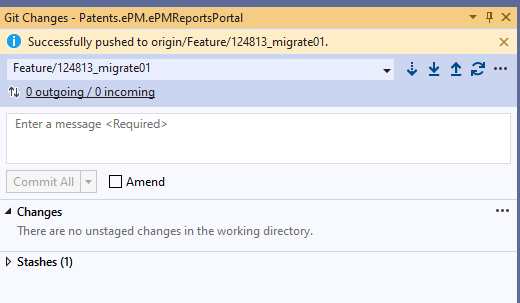 Git Changes - Patents.ePM.ePMReportsPortal
Successfully pushed to origin/Feature/124813_migrate01.
Feature/124813_migrate01
0 outgoing / 0 incoming
Enter a message <Required>
Commit All
Amend
Changes
There are no unstaged changes in the working directory.
Stashes (1)